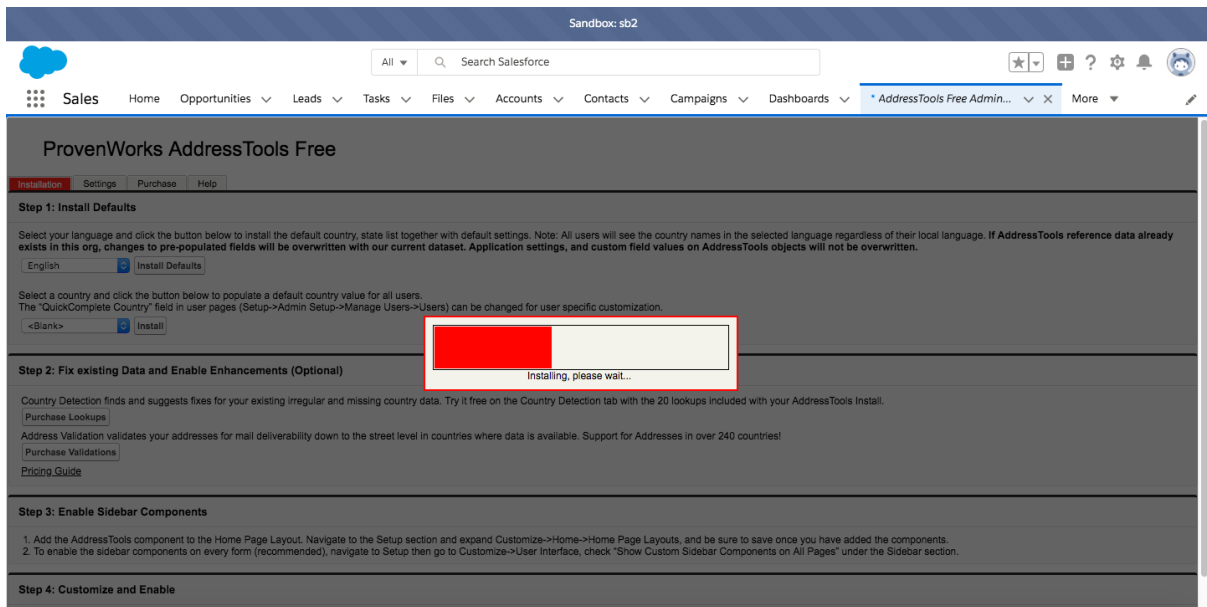 Sandbox: sb2
All
Search Salesforce
Sales
Home
Opportunities
Leads
Tasks
Files
Accounts
Contacts
Campaigns
Dashboards
* AddressTools Free Admin...
More
ProvenWorks AddressTools Free
Installation
Settings
Purchase
Help
Step 1: Install Defaults
Select your language and click the button below to install the default country, state list together with default settings. Note: All users will see the country names in the selected language regardless of their local language. If AddressTools reference data already
exists in this org, changes to pre-populated fields will be overwritten with our current dataset. Application settings, and custom field values on AddressTools objects will not be overwritten.
English
Install Defaults
Select a country and click the button below to populate a default country value for all users.
The "QuickComplete Country" field in user pages (Setup->Admin Setup->Manage Users->Users) can be changed for user specific customization.
<Blank>
Install
Installing, please wait...
Step 2: Fix existing Data and Enable Enhancements (Optional)
Country Detection finds and suggests fixes for your existing irregular and missing country data. Try it free on the Country Detection tab with the 20 lookups included with your AddressTools Install.
Purchase Lookups
Address Validation validates your addresses for mail deliverability down to the street level in countries where data is available. Support for Addresses in over 240 countries!
Purchase Validations
Pricing Guide
Step 3: Enable Sidebar Components
1. Add the AddressTools component to the Home Page Layout. Navigate to the Setup section and expand Customize->Home->Home Page Layouts, and be sure to save once you have added the components.
2. To enable the sidebar components on every form (recommended), navigate to Setup then go to Customize->User Interface, check "Show Custom Sidebar Components on All Pages" under the Sidebar section.
Step 4: Customize and Enable